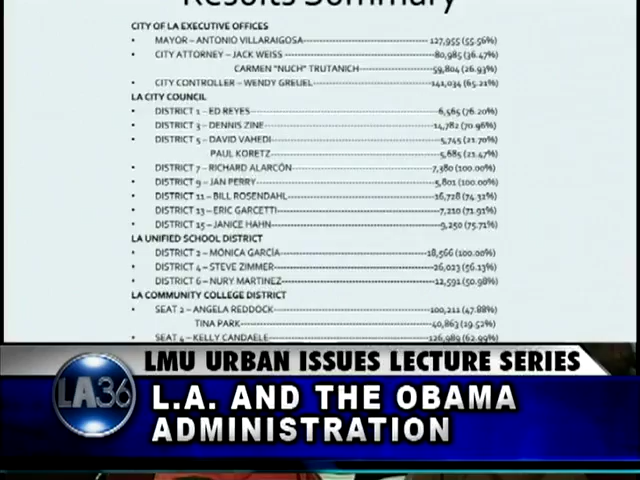 Results Summary
CITY OF LA EXECUTIVE OFFICES
• MAYOR – ANTONIO VILLARAIGOSA 127,955 (55.56%)
• CITY ATTORNEY – JACK WEISS 80,985 (36.47%)
CARMEN "NUCH" TRUTANICH 59,804 (26.93%)
• CITY CONTROLLER – WENDY GREUEL 141,034 (65.21%)
LA CITY COUNCIL
• DISTRICT 1 – ED REYES 6,565 (76.20%)
• DISTRICT 3 – DENNIS ZINE 14,782 (70.96%)
• DISTRICT 5 – DAVID VAHEDI 5,745 (21.70%)
PAUL KORETZ 5,685 (21.47%)
• DISTRICT 7 – RICHARD ALARCÓN 7,380 (100.00%)
• DISTRICT 9 – JAN PERRY 5,801 (100.00%)
• DISTRICT 11 – BILL ROSENDAHL 16,728 (74.32%)
• DISTRICT 13 – ERIC GARCETTI 7,210 (71.91%)
• DISTRICT 15 – JANICE HAHN 9,250 (75.71%)
LA UNIFIED SCHOOL DISTRICT
• DISTRICT 2 – MÓNICA GARCÍA 18,566 (100.00%)
• DISTRICT 4 – STEVE ZIMMER 26,023 (56.13%)
• DISTRICT 6 – NURY MARTINEZ 12,591 (50.98%)
LA COMMUNITY COLLEGE DISTRICT
• SEAT 2 – ANGELA REDDOCK 100,211 (47.88%)
TINA PARK 40,863 (19.52%)
• SEAT 4 – KELLY CANDAELE 126,989 (62.99%)
LMU URBAN ISSUES LECTURE SERIES
LA36
L.A. AND THE OBAMA
ADMINISTRATION